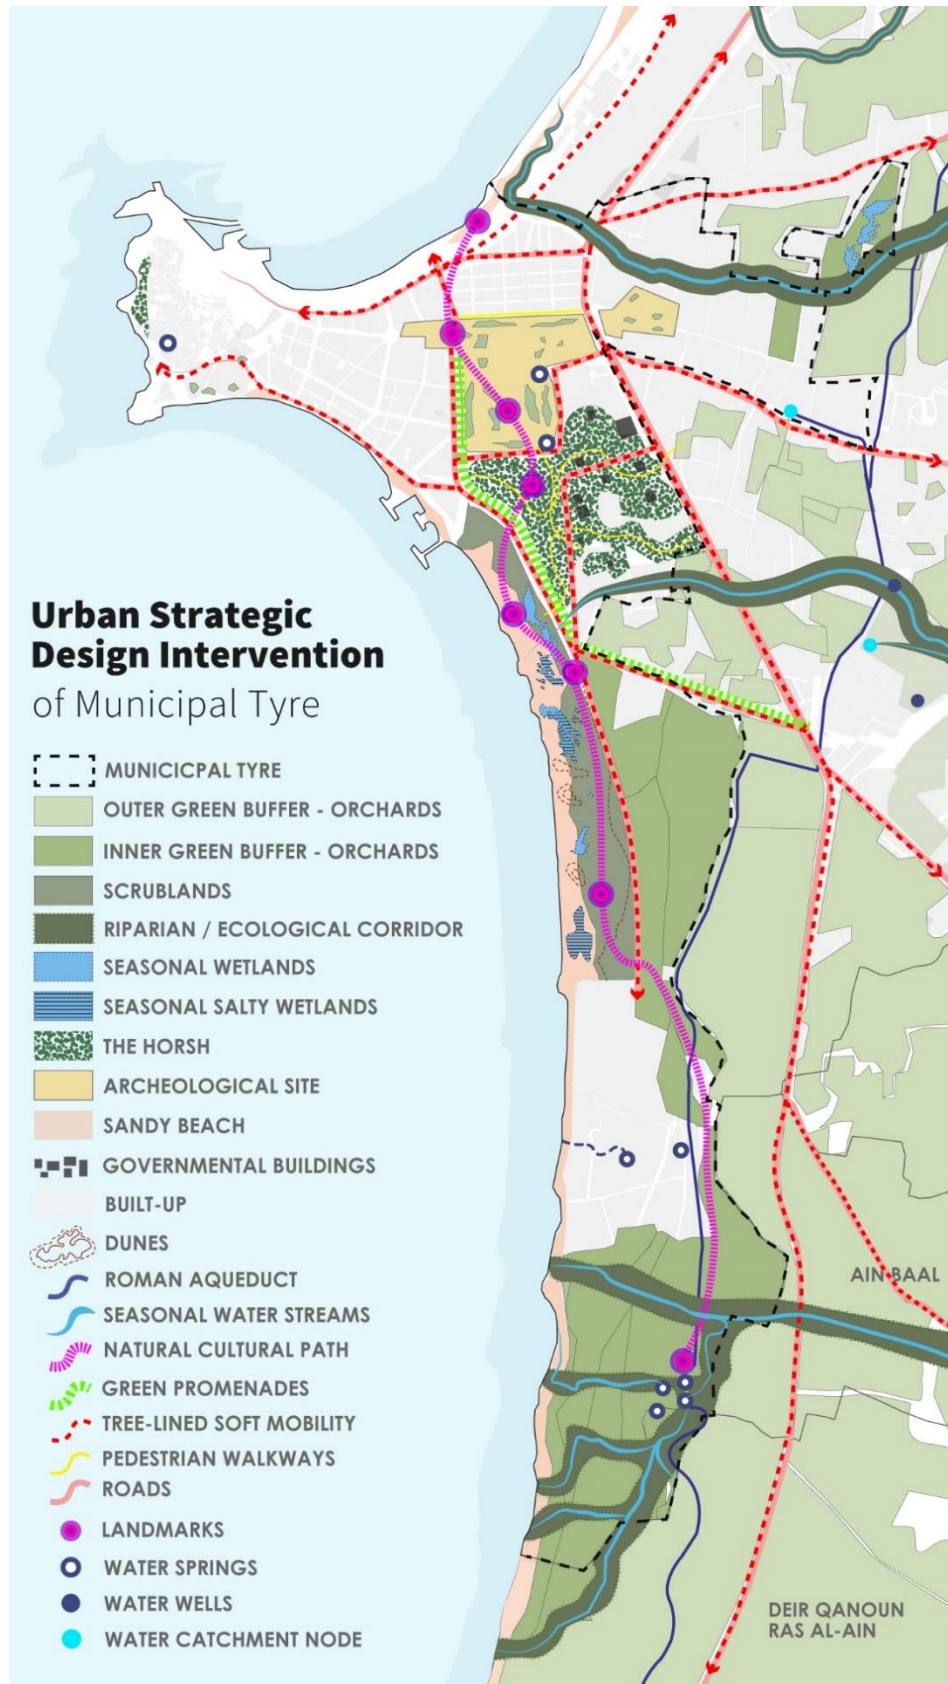 Urban Strategic
Design Intervention
of Municipal Tyre
MUNICICPAL TYRE
OUTER GREEN BUFFER - ORCHARDS
INNER GREEN BUFFER - ORCHARDS
SCRUBLANDS
RIPARIAN / ECOLOGICAL CORRIDOR
SEASONAL WETLANDS
SEASONAL SALTY WETLANDS
THE HORSH
ARCHEOLOGICAL SITE
SANDY BEACH
GOVERNMENTAL BUILDINGS
BUILT-UP
DUNES
ROMAN AQUEDUCT
SEASONAL WATER STREAMS
NATURAL CULTURAL PATH
GREEN PROMENADES
TREE-LINED SOFT MOBILITY
PEDESTRIAN WALKWAYS
ROADS
LANDMARKS
WATER SPRINGS
WATER WELLS
WATER CATCHMENT NODE
AIN BAAL
DEIR QANOUN
RAS AL-AIN